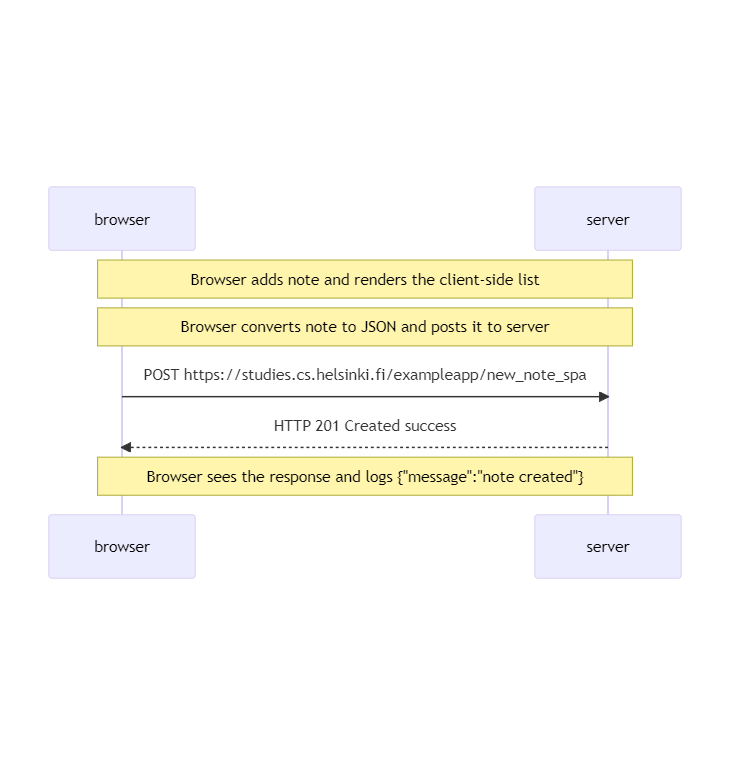 browser
server
Browser adds note and renders the client-side list
Browser converts note to JSON and posts it to server
POST https://studies.cs.helsinki.fi/exampleapp/new_note_spa
HTTP 201 Created success
Browser sees the response and logs {"message":"note created"}
browser
server